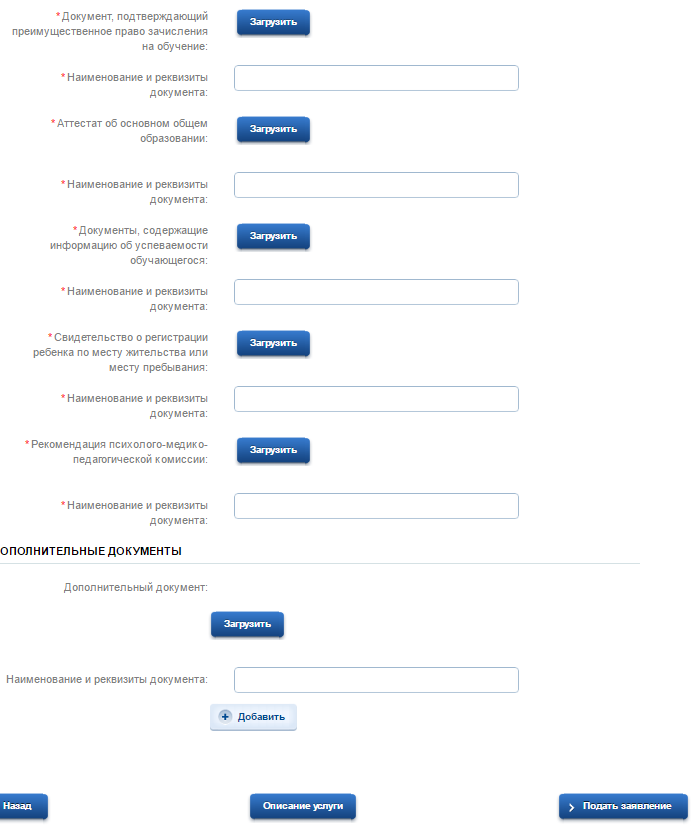 * Документ, подтверждающий
Загрузить
преимущественное право зачисления
на обучение:
* Наименование и реквизиты
документа:
* Аттестат об основном общем
Загрузить
образовании:
* Наименование и реквизиты
документа:
* Документы, содержащие
Загрузить
информацию об успеваемости
обучающегося:
* Наименование и реквизиты
документа:
* Свидетельство о регистрации
Загрузить
ребенка по месту жительства или
месту пребывания:
* Наименование и реквизиты
документа:
* Рекомендация психолого-медико-
Загрузить
педагогической комиссии:
* Наименование и реквизиты
документа:
ОПОЛНИТЕЛЬНЫЕ ДОКУМЕНТЫ
Дополнительный документ:
Загрузить
Наименование и реквизиты документа:
Добавить
Назад
Описание услуги
Подать заявление